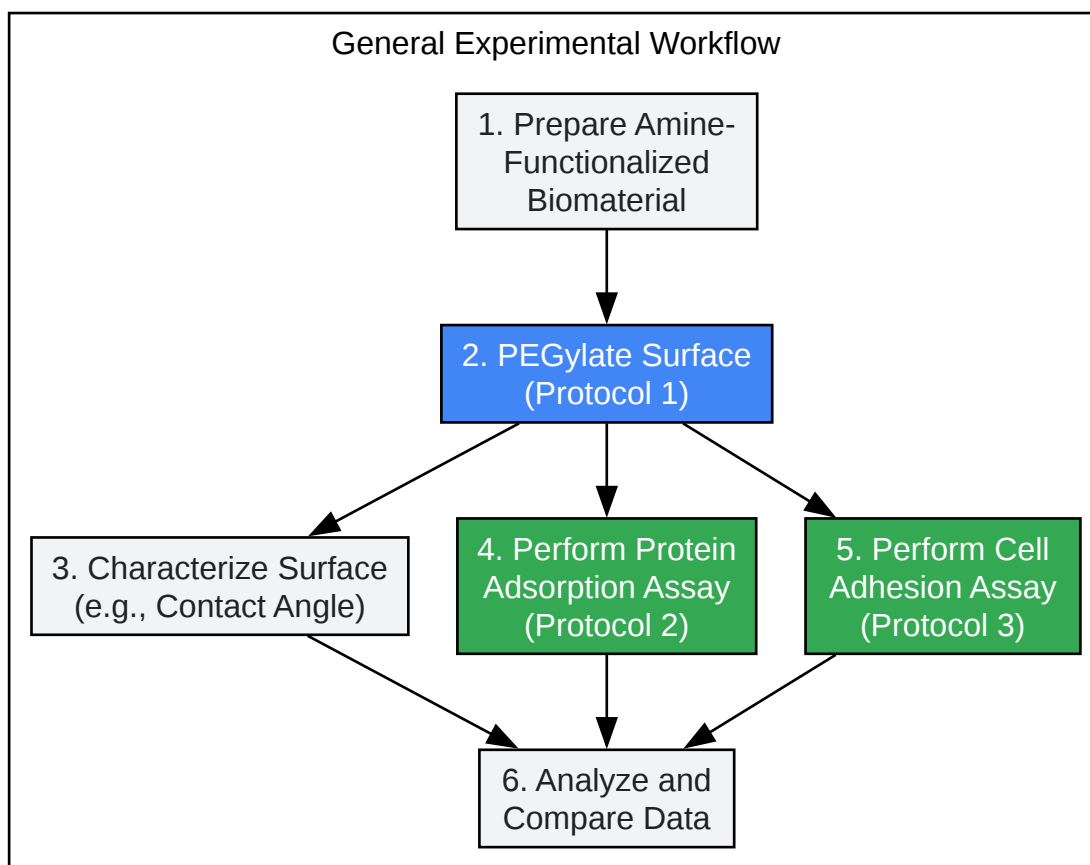 General Experimental Workflow
1. Prepare Amine-
Functionalized
Biomaterial
2. PEGylate Surface
(Protocol 1)
3. Characterize Surface
(e.g., Contact Angle)
4. Perform Protein
Adsorption Assay
(Protocol 2)
5. Perform Cell
Adhesion Assay
(Protocol 3)
6. Analyze and
Compare Data